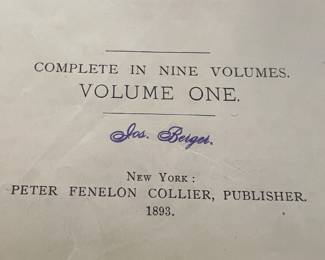 COMPLETE IN NINE VOLUMES.
VOLUME ONE.
Jos. Berger.
NEW YORK:
PETER FENELON COLLIER, PUBLISHER.
1893.